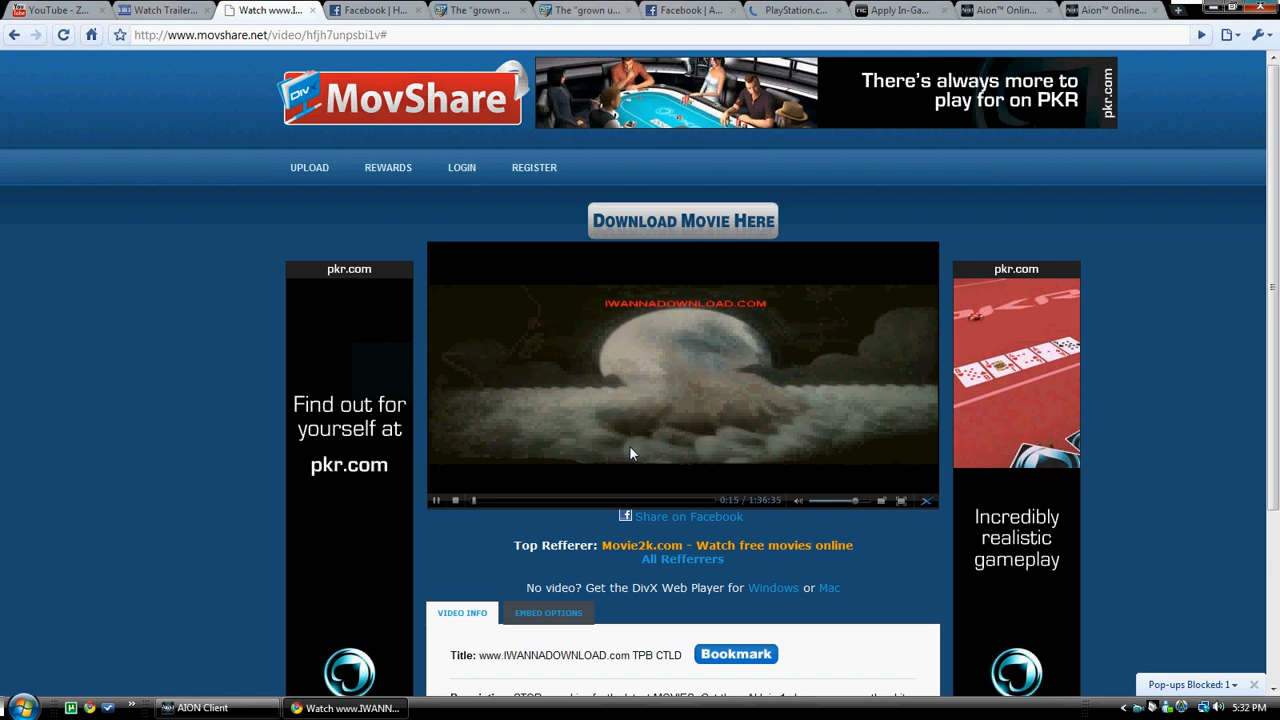 YouTube - Z...
Watch Trailer...
Watch www.I...
Facebook | H...
The "grown ...
The "grown u...
Facebook | A...
PlayStation.c...
Apply In-Ga...
Aion™ Onlin...
Aion™ Online...
http://www.movshare.net/video/hfjh7unpsbi1v#
DivX
MovShare
There's always more to
play for on PKR
pkr.com
UPLOAD
REWARDS
LOGIN
REGISTER
DOWNLOAD MOVIE HERE
pkr.com
Find out for
yourself at
pkr.com
IWANNADOWNLOAD.COM
0:15 / 1:36:35
pkr.com
Incredibly
realistic
gameplay
Share on Facebook
Top Refferer: Movie2k.com - Watch free movies online
All Refferrers
No video? Get the DivX Web Player for Windows or Mac
VIDEO INFO
EMBED OPTIONS
Title: www.IWANNADOWNLOAD.com TPB CTLD
Bookmark
Pop-ups Blocked: 1
AION Client
Watch www.IWANN...
5:32 PM